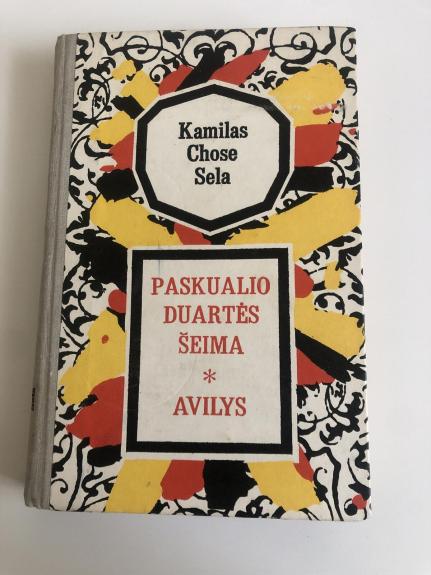 Kamilas
Chose
Sela
PASKUALIO
DUARTĖS
ŠEIMA
*
AVILYS